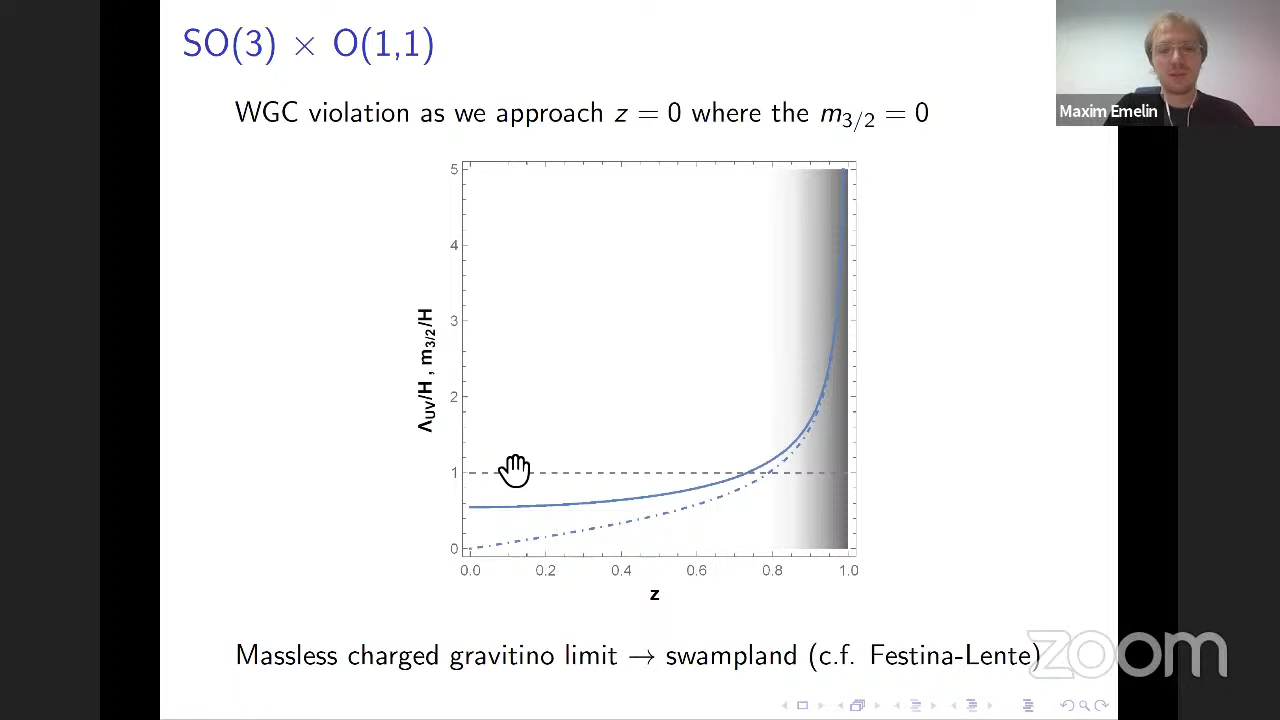 SO(3) × O(1,1)
Maxim Emelin
WGC violation as we approach z = 0 where the m3/2 = 0
5
4
3
2
1
0
ΛUV/H , m3/2/H
0.0 0.2 0.4 0.6 0.8 1.0
z
Massless charged gravitino limit → swampland (c.f. Festina-Lente)
zoom